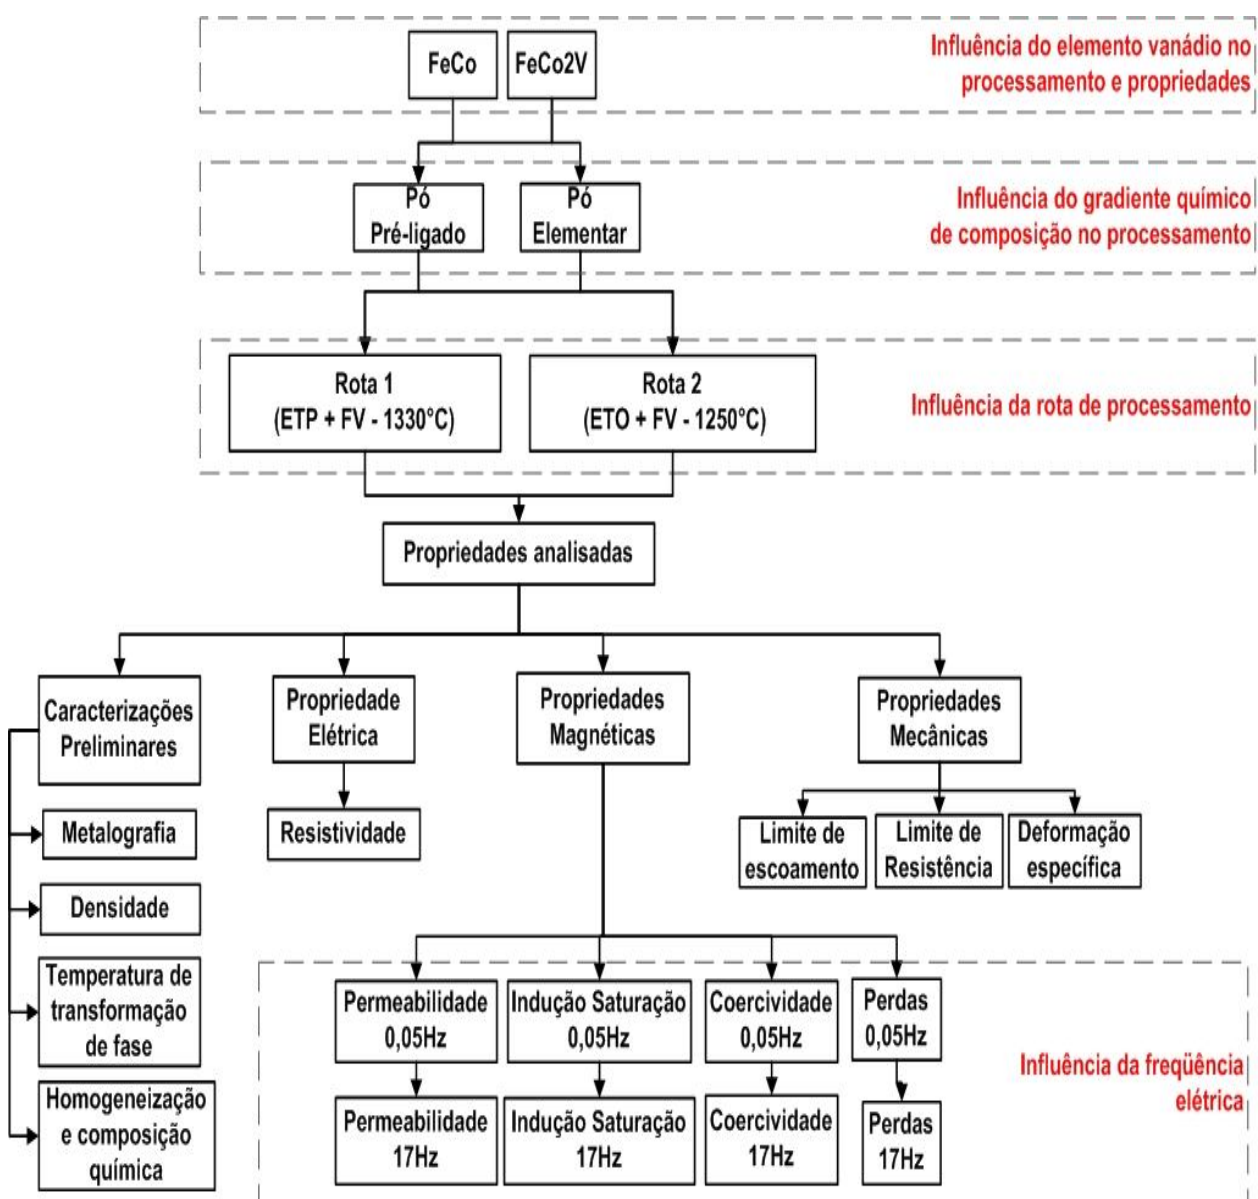 FeCo
FeCo2V
Influência do elemento vanádio no
processamento e propriedades
Pó
Pré-ligado
Pó
Elementar
Influência do gradiente químico
de composição no processamento
Rota 1
(ETP + FV - 1330°C)
Rota 2
(ETO + FV - 1250°C)
Influência da rota de processamento
Propriedades analisadas
Caracterizações
Preliminares
Propriedade
Elétrica
Propriedades
Magnéticas
Propriedades
Mecânicas
Metalografia
Densidade
Temperatura de
transformação
de fase
Homogeneização
e composição
química
Resistividade
Limite de
escoamento
Limite de
Resistência
Deformação
específica
Permeabilidade
0,05Hz
Indução Saturação
0,05Hz
Coercividade
0,05Hz
Perdas
0,05Hz
Permeabilidade
17Hz
Indução Saturação
17Hz
Coercividade
17Hz
Perdas
17Hz
Influência da freqüência
elétrica